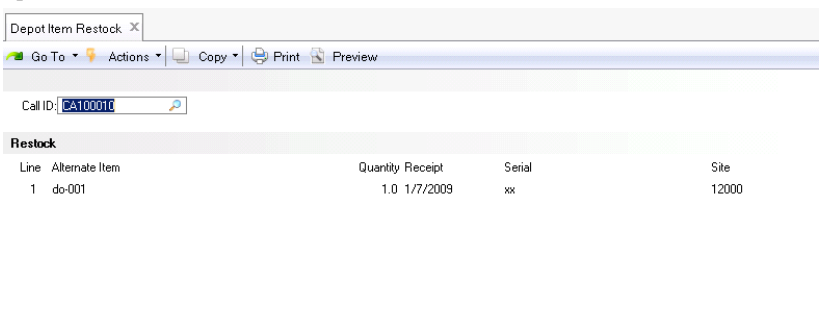 Depot Item Restock X
Go To Actions Copy Print Preview
Call ID: CA100010
Restock
Line Alternate Item Quantity Receipt Serial Site
1 do-001 1.0 1/7/2009 xx 12000